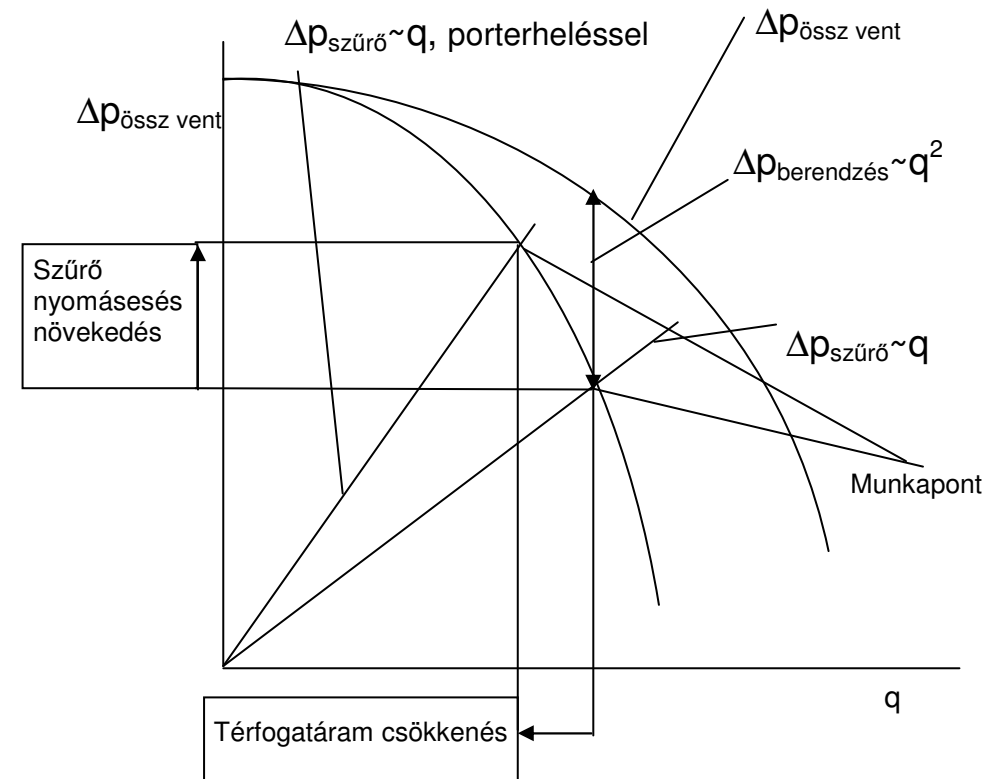 Δpszűrő~q, porterheléssel
Δpössz vent
Δpössz vent
Δpberendzés~q²
Szűrő
nyomásesés
növekedés
Δpszűrő~q
Munkapont
q
Térfogatáram csökkenés